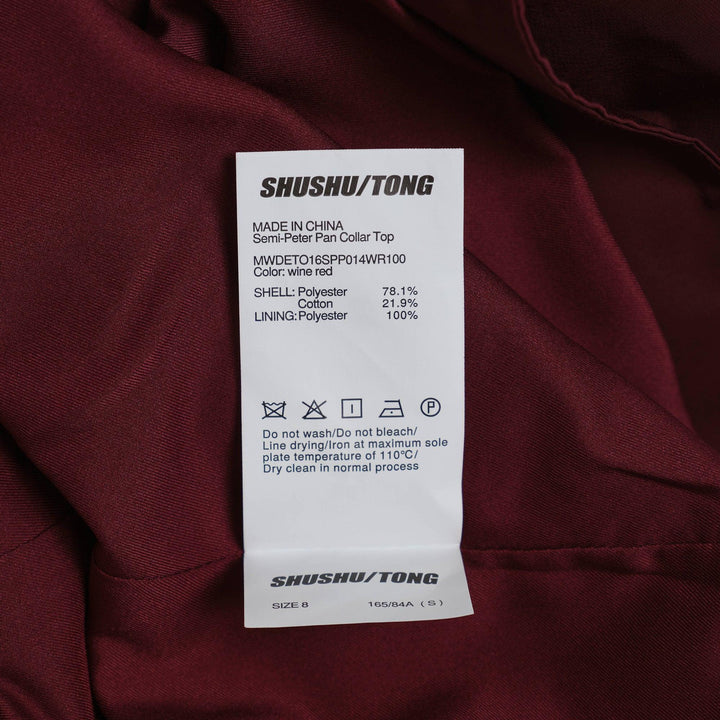 SHUSHU/TONG
MADE IN CHINA
Semi-Peter Pan Collar Top
MWDETO16SPP014WR100
Color: wine red
SHELL: Polyester 78.1%
Cotton 21.9%
LINING: Polyester 100%
Do not wash/Do not bleach/
Line drying/Iron at maximum sole
plate temperature of 110℃/
Dry clean in normal process
SHUSHU/TONG
SIZE 8 165/84A (S)